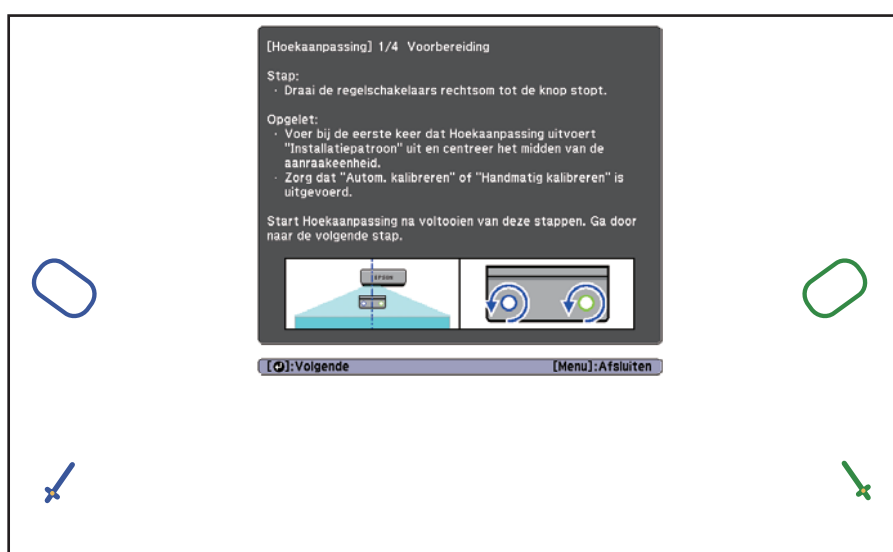 [Hoekaanpassing] 1/4 Voorbereiding
Stap:
· Draai de regelschakelaars rechtsom tot de knop stopt.
Opgelet:
· Voer bij de eerste keer dat Hoekaanpassing uitvoert
"Installatiepatroon" uit en centreer het midden van de
aanraakeenheid.
· Zorg dat "Autom. kalibreren" of "Handmatig kalibreren" is
uitgevoerd.
Start Hoekaanpassing na voltooien van deze stappen. Ga door
naar de volgende stap.
EPSON
[⏎]:Volgende
[Menu]:Afsluiten